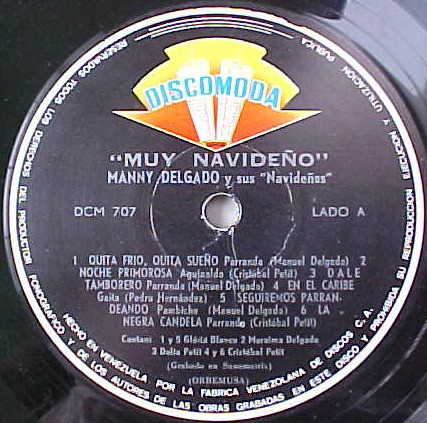 DISCOMODA
"MUY NAVIDEÑO"
MANNY DELGADO y sus "Navideños"
DCM 707 LADO A
1 QUITA FRIO, QUITA SUEÑO Parranda (Manuel Delgado) 2
NOCHE PRIMOROSA Aguinaldo (Cristóbal Petit) 3 DALE
TAMBORERO Parranda (Manuel Delgado) 4 EN EL CARIBE
Gaita (Pedro Hernández) 5 SEGUIREMOS PARRAN-
DEANDO Pambiche (Manuel Delgado) 6 LA
NEGRA CANDELA Parranda (Cristóbal Petit)
Cantan: 1 y 5 Gloria Blanco 2 Moraima Delgado
3 Dalia Petit 4 y 6 Cristóbal Petit
(Grabado en Sonomatrix)
(ORBEMUSA)
RESERVADOS TODOS LOS DERECHOS DEL PRODUCTOR FONOGRAFICO Y DE LOS AUTORES DE LAS OBRAS GRABADAS EN ESTE DISCO Y PROHIBIDA SU REPRODUCCION, EJECUCION Y UTILIZACION PUBLICA
HECHO EN VENEZUELA POR LA FABRICA VENEZOLANA DE DISCOS C. A.